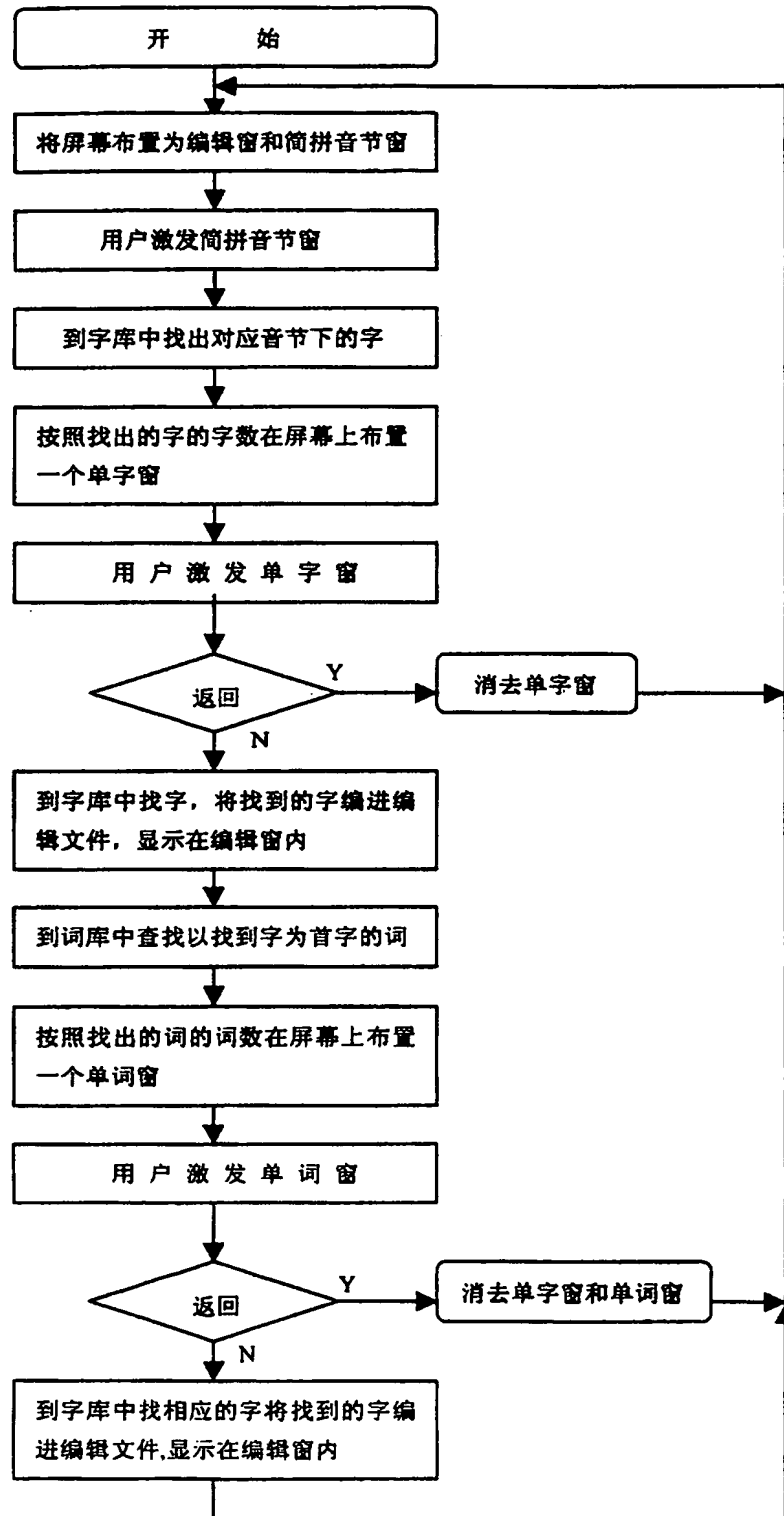 开 始
将屏幕布置为编辑窗和简拼音节窗
用户激发简拼音节窗
到字库中找出对应音节下的字
按照找出的字的字数在屏幕上布置
一个单字窗
用 户 激 发 单 字 窗
返回
Y
消去单字窗
N
到字库中找字，将找到的字编进编
辑文件，显示在编辑窗内
到词库中查找以找到字为首字的词
按照找出的词的词数在屏幕上布置
一个单词窗
用 户 激 发 单 词 窗
返回
Y
消去单字窗和单词窗
N
到字库中找相应的字将找到的字编
进编辑文件,显示在编辑窗内